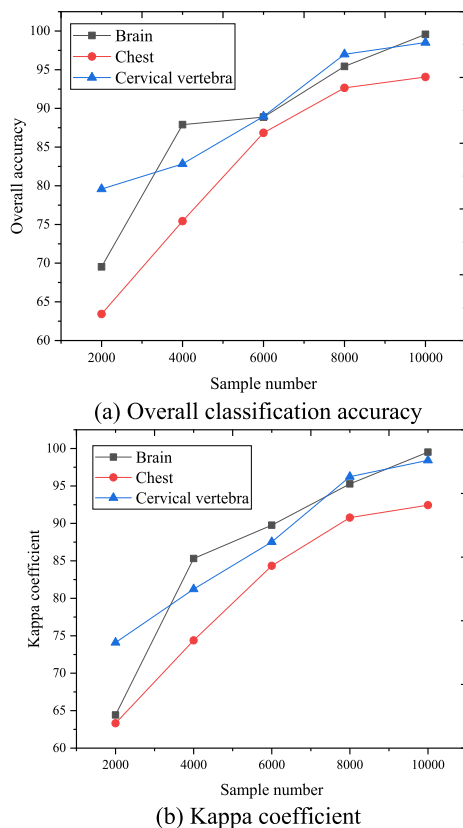 100
95
90
85
80
75
70
65
60
Overall accuracy
Brain
Chest
Cervical vertebra
2000 4000 6000 8000 10000
Sample number
(a) Overall classification accuracy
100
95
90
85
80
75
70
65
60
Kappa coefficient
Brain
Chest
Cervical vertebra
2000 4000 6000 8000 10000
Sample number
(b) Kappa coefficient